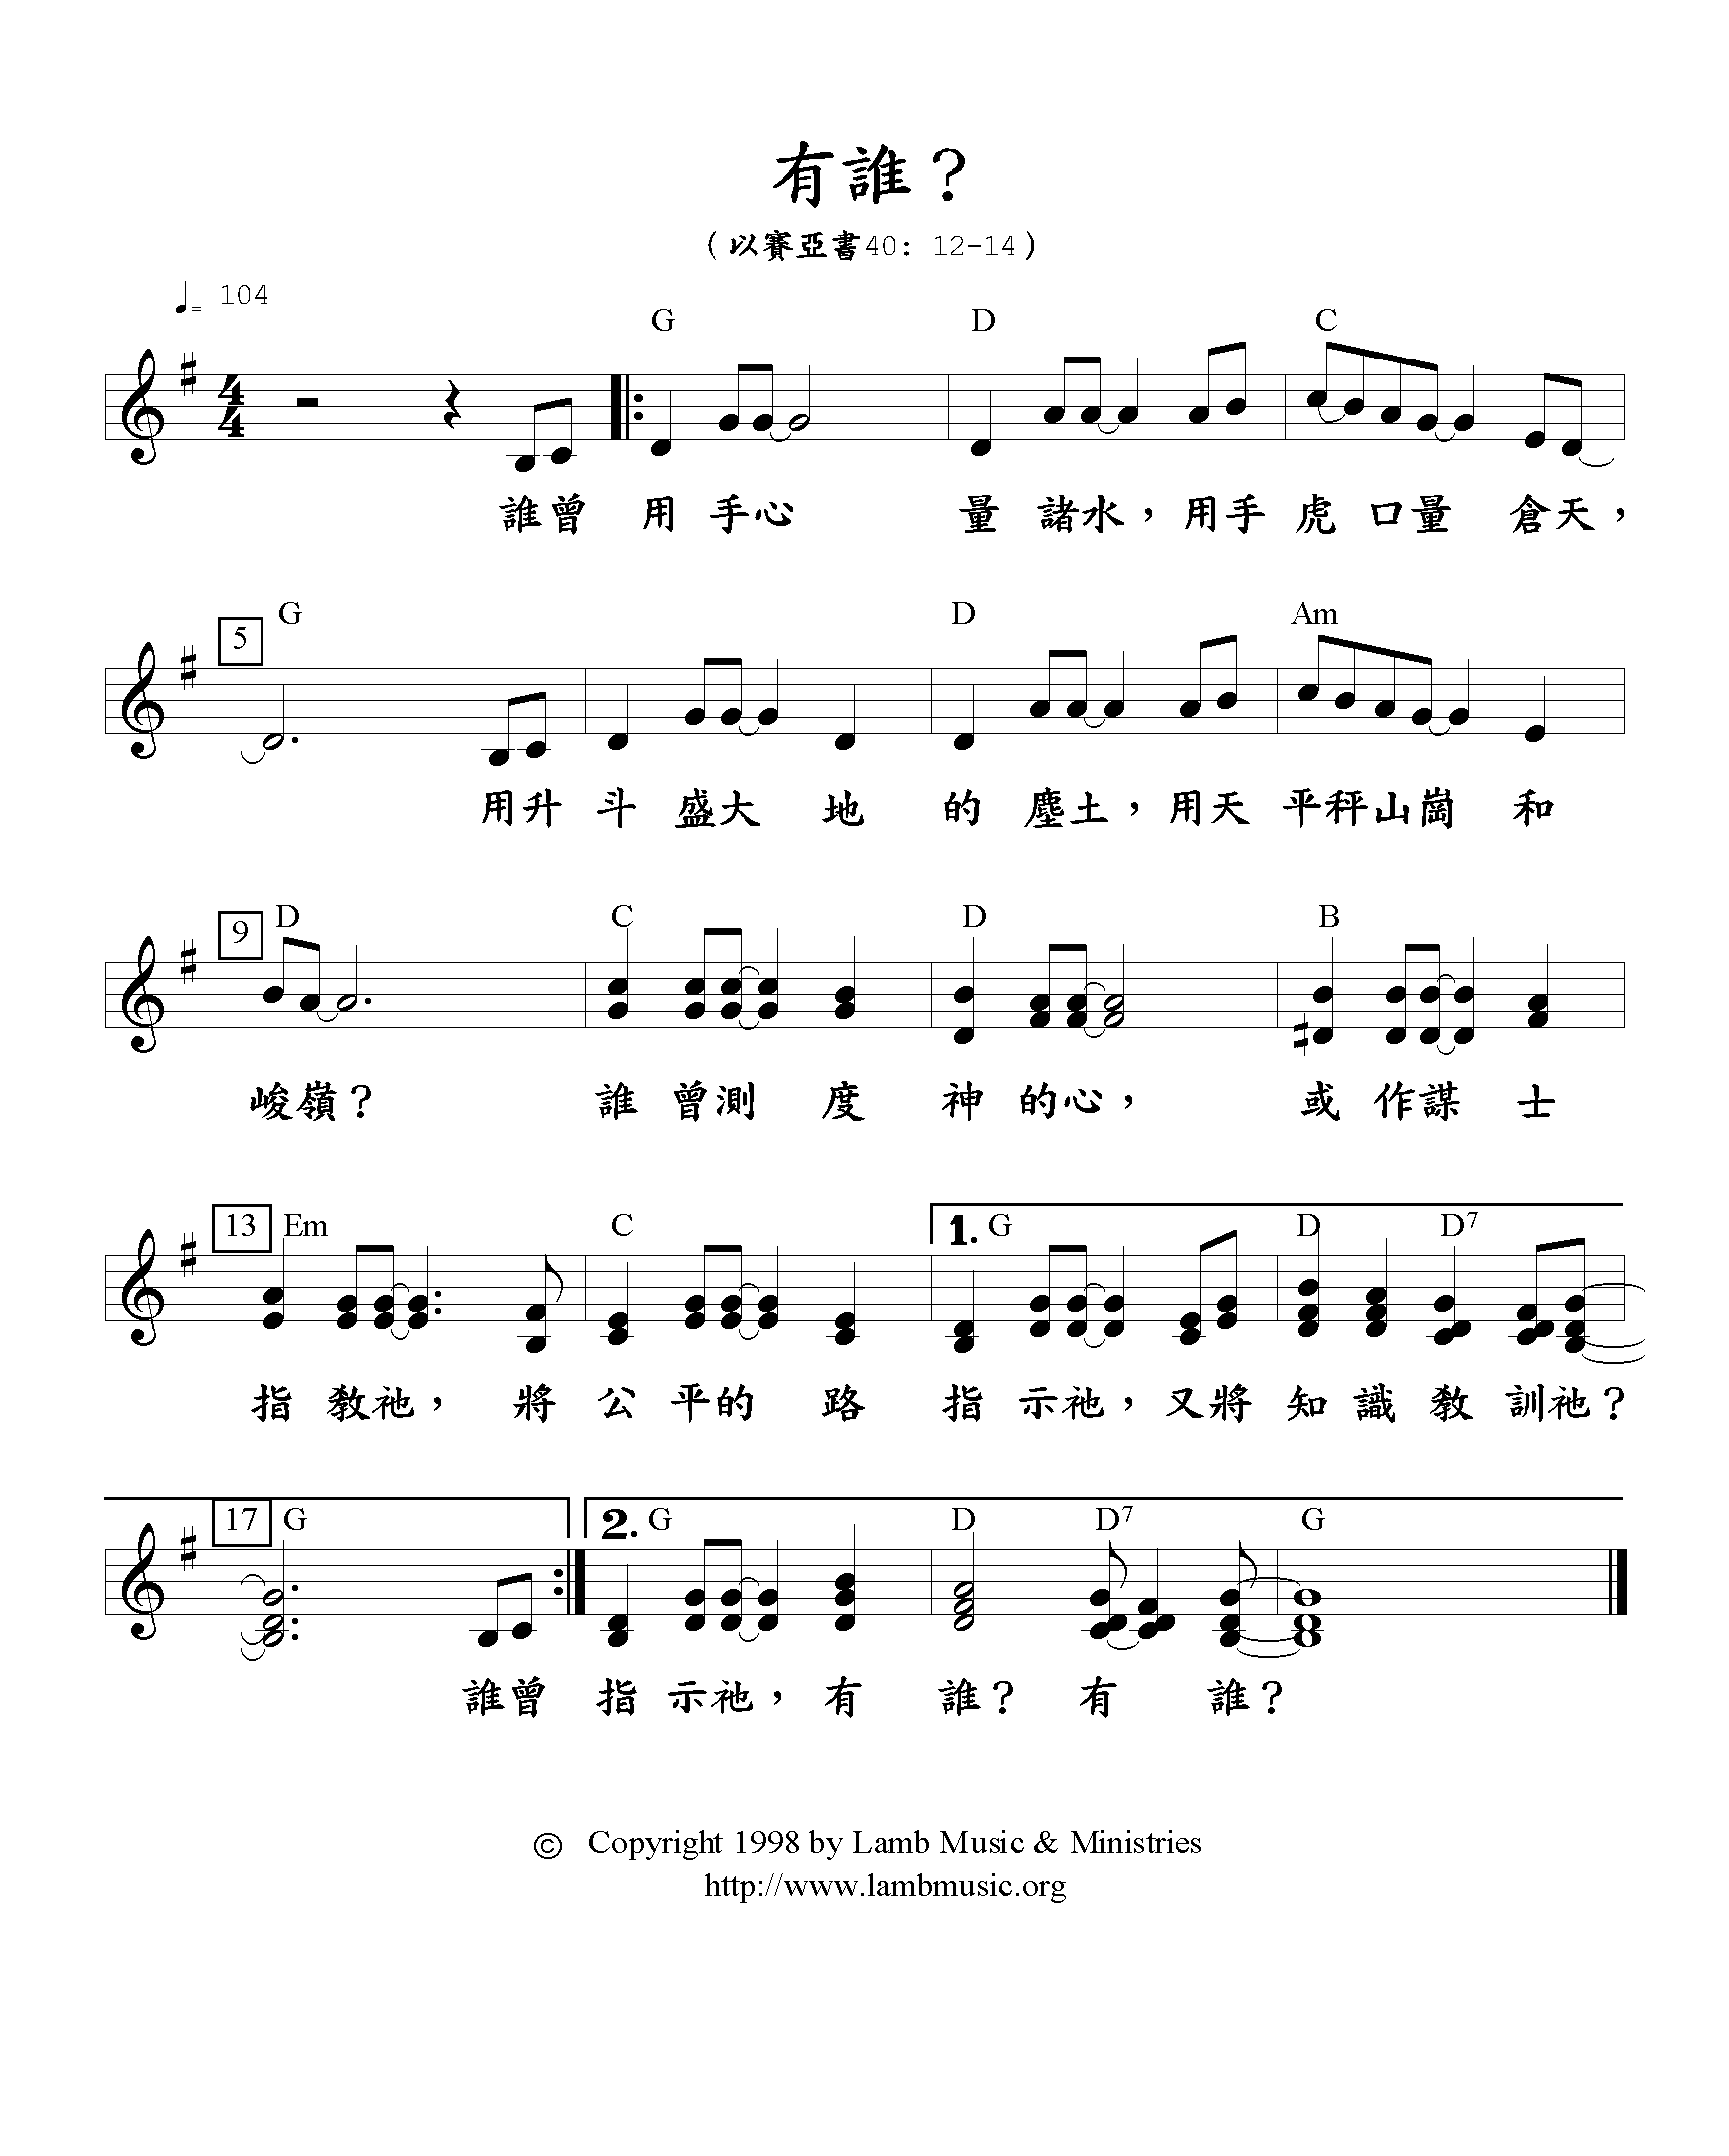 有誰?
(以賽亞書40: 12-14)
= 104
G D C
4
4
誰曾 用 手心 量 諸水,用手 虎 口量 倉天,
5 G D Am
用升 斗 盛大 地 的 塵土,用天 平秤山崗 和
9 D C D B
峻嶺? 誰 曾測 度 神 的心, 或 作謀 士
13 Em C 1. G D D7
指 教祂, 將 公 平的 路 指 示祂,又將 知 識 教 訓祂?
17 G 2. G D D7 G
誰曾 指 示祂,有 誰? 有 誰?
© Copyright 1998 by Lamb Music & Ministries
http://www.lambmusic.org